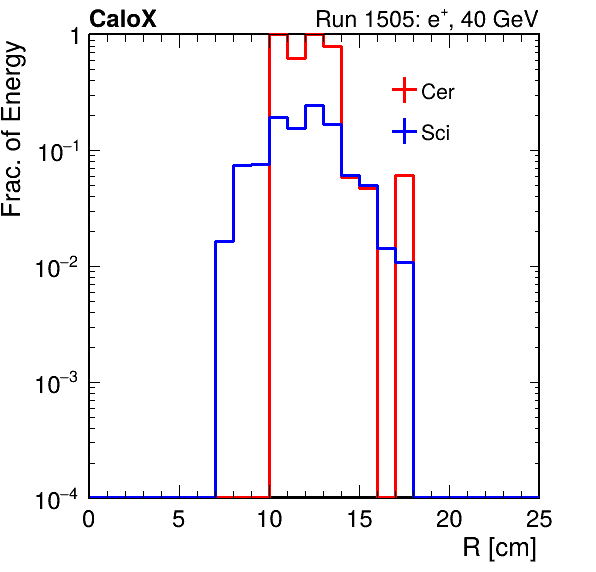 CaloX Run 1505: e⁺, 40 GeV
Frac. of Energy
1
10⁻¹
10⁻²
10⁻³
10⁻⁴
Cer
Sci
0 5 10 15 20 25
R [cm]